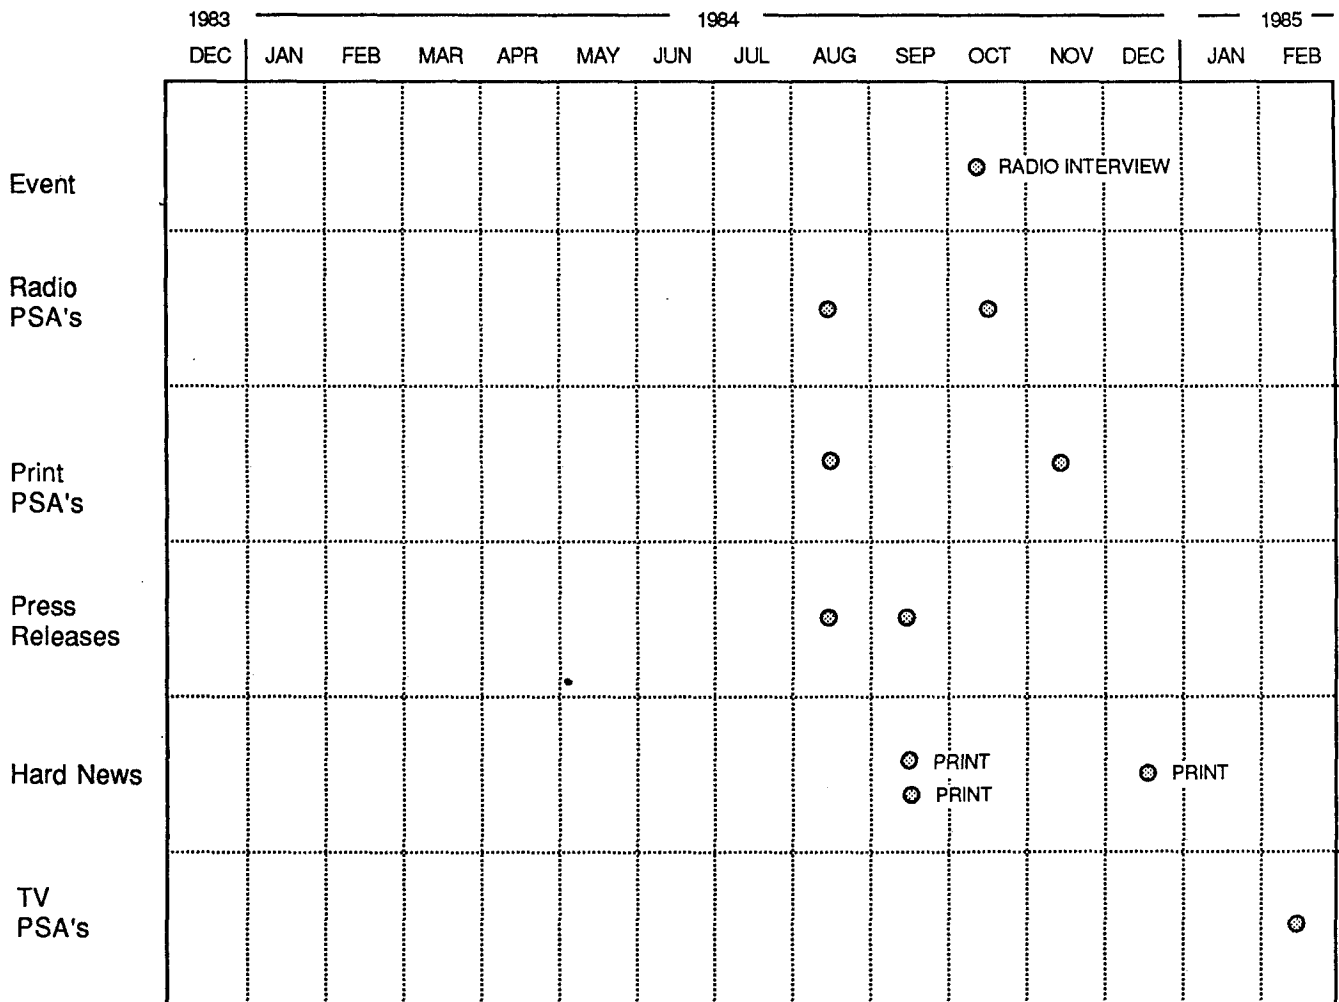 1983 1984 1985
DEC JAN FEB MAR APR MAY JUN JUL AUG SEP OCT NOV DEC JAN FEB
Event
RADIO INTERVIEW
Radio
PSA's
Print
PSA's
Press
Releases
Hard News
PRINT
PRINT
PRINT
TV
PSA's